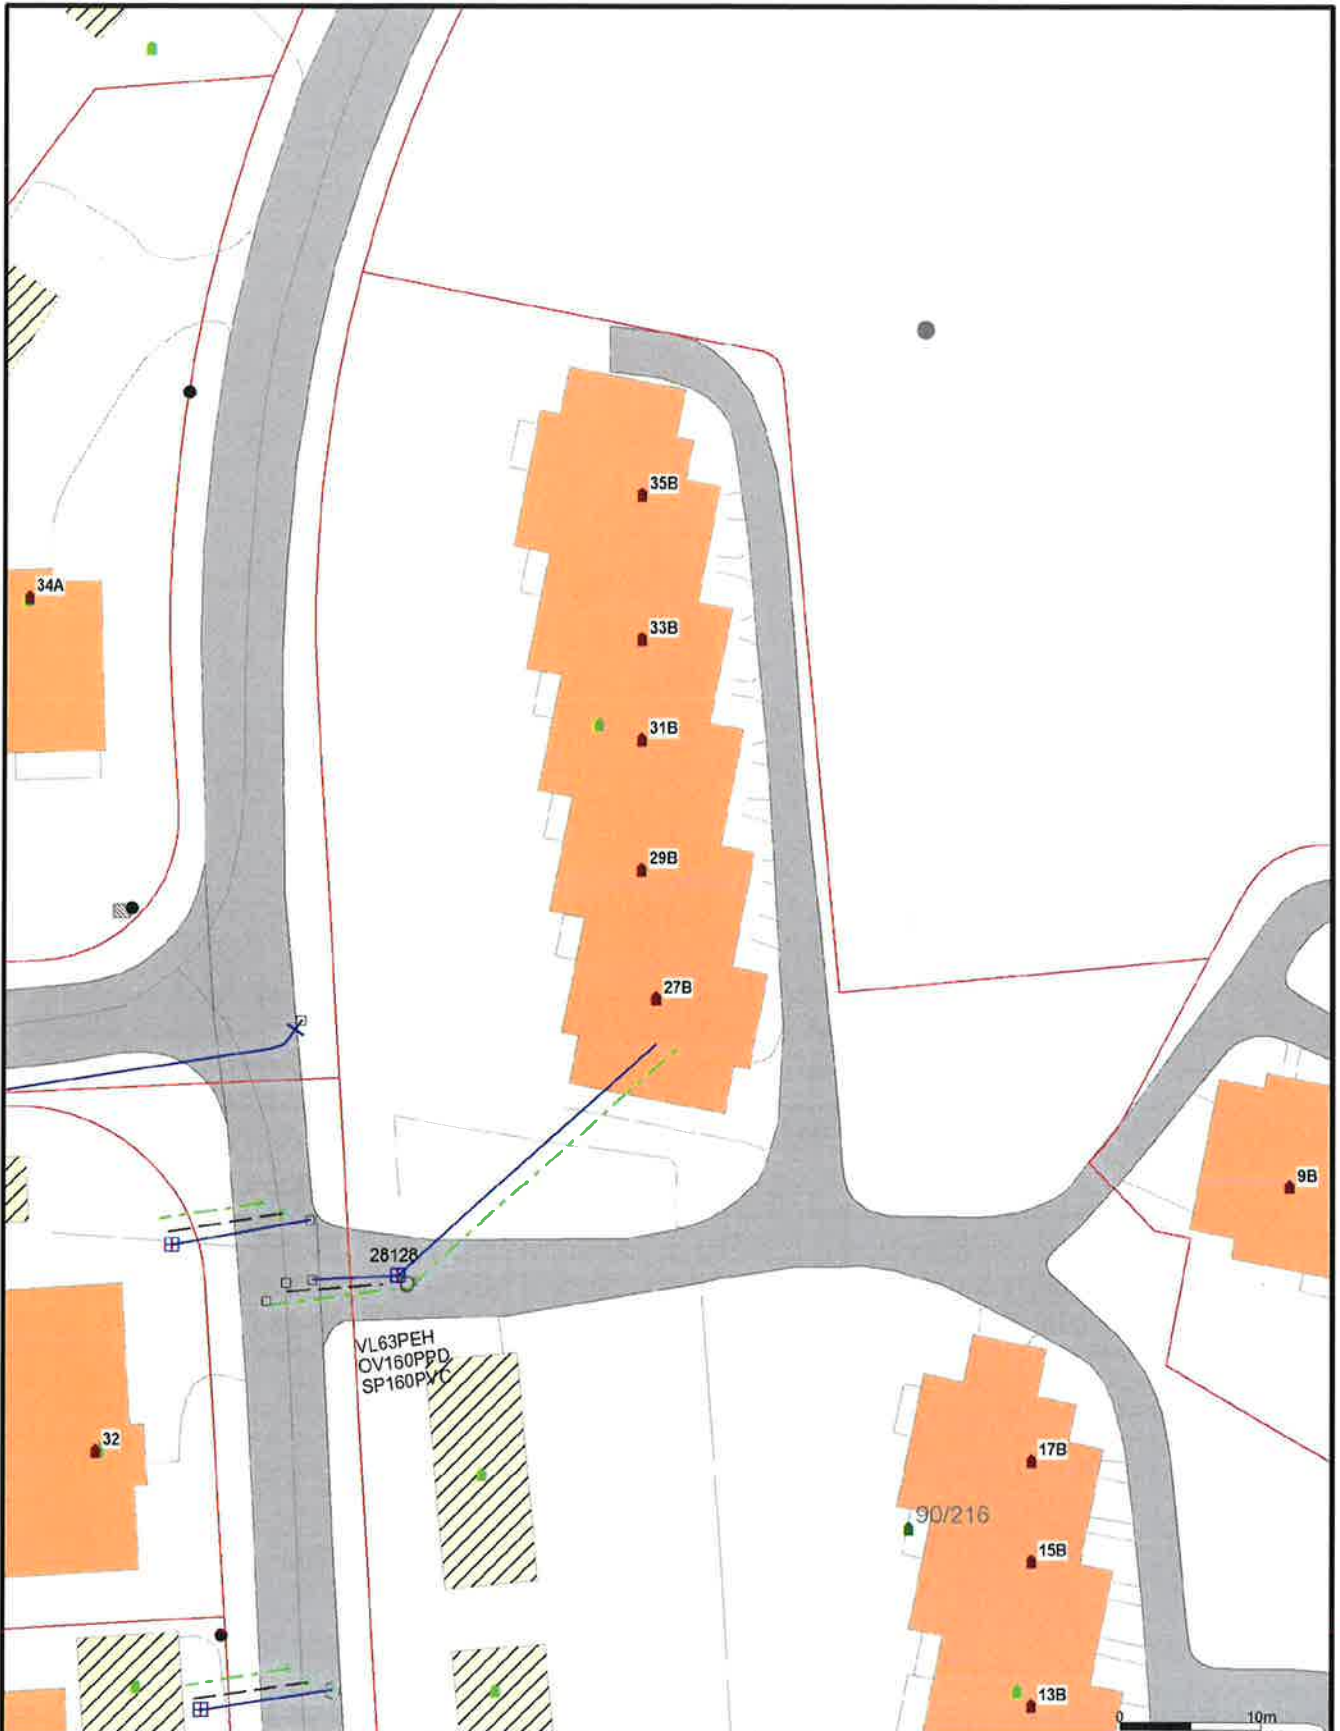 35B
34A
33B
31B
29B
27B
9B
28128
VL63PEH
OV160PPD
SP160PVC
32
17B
90/216
15B
13B
0 10m